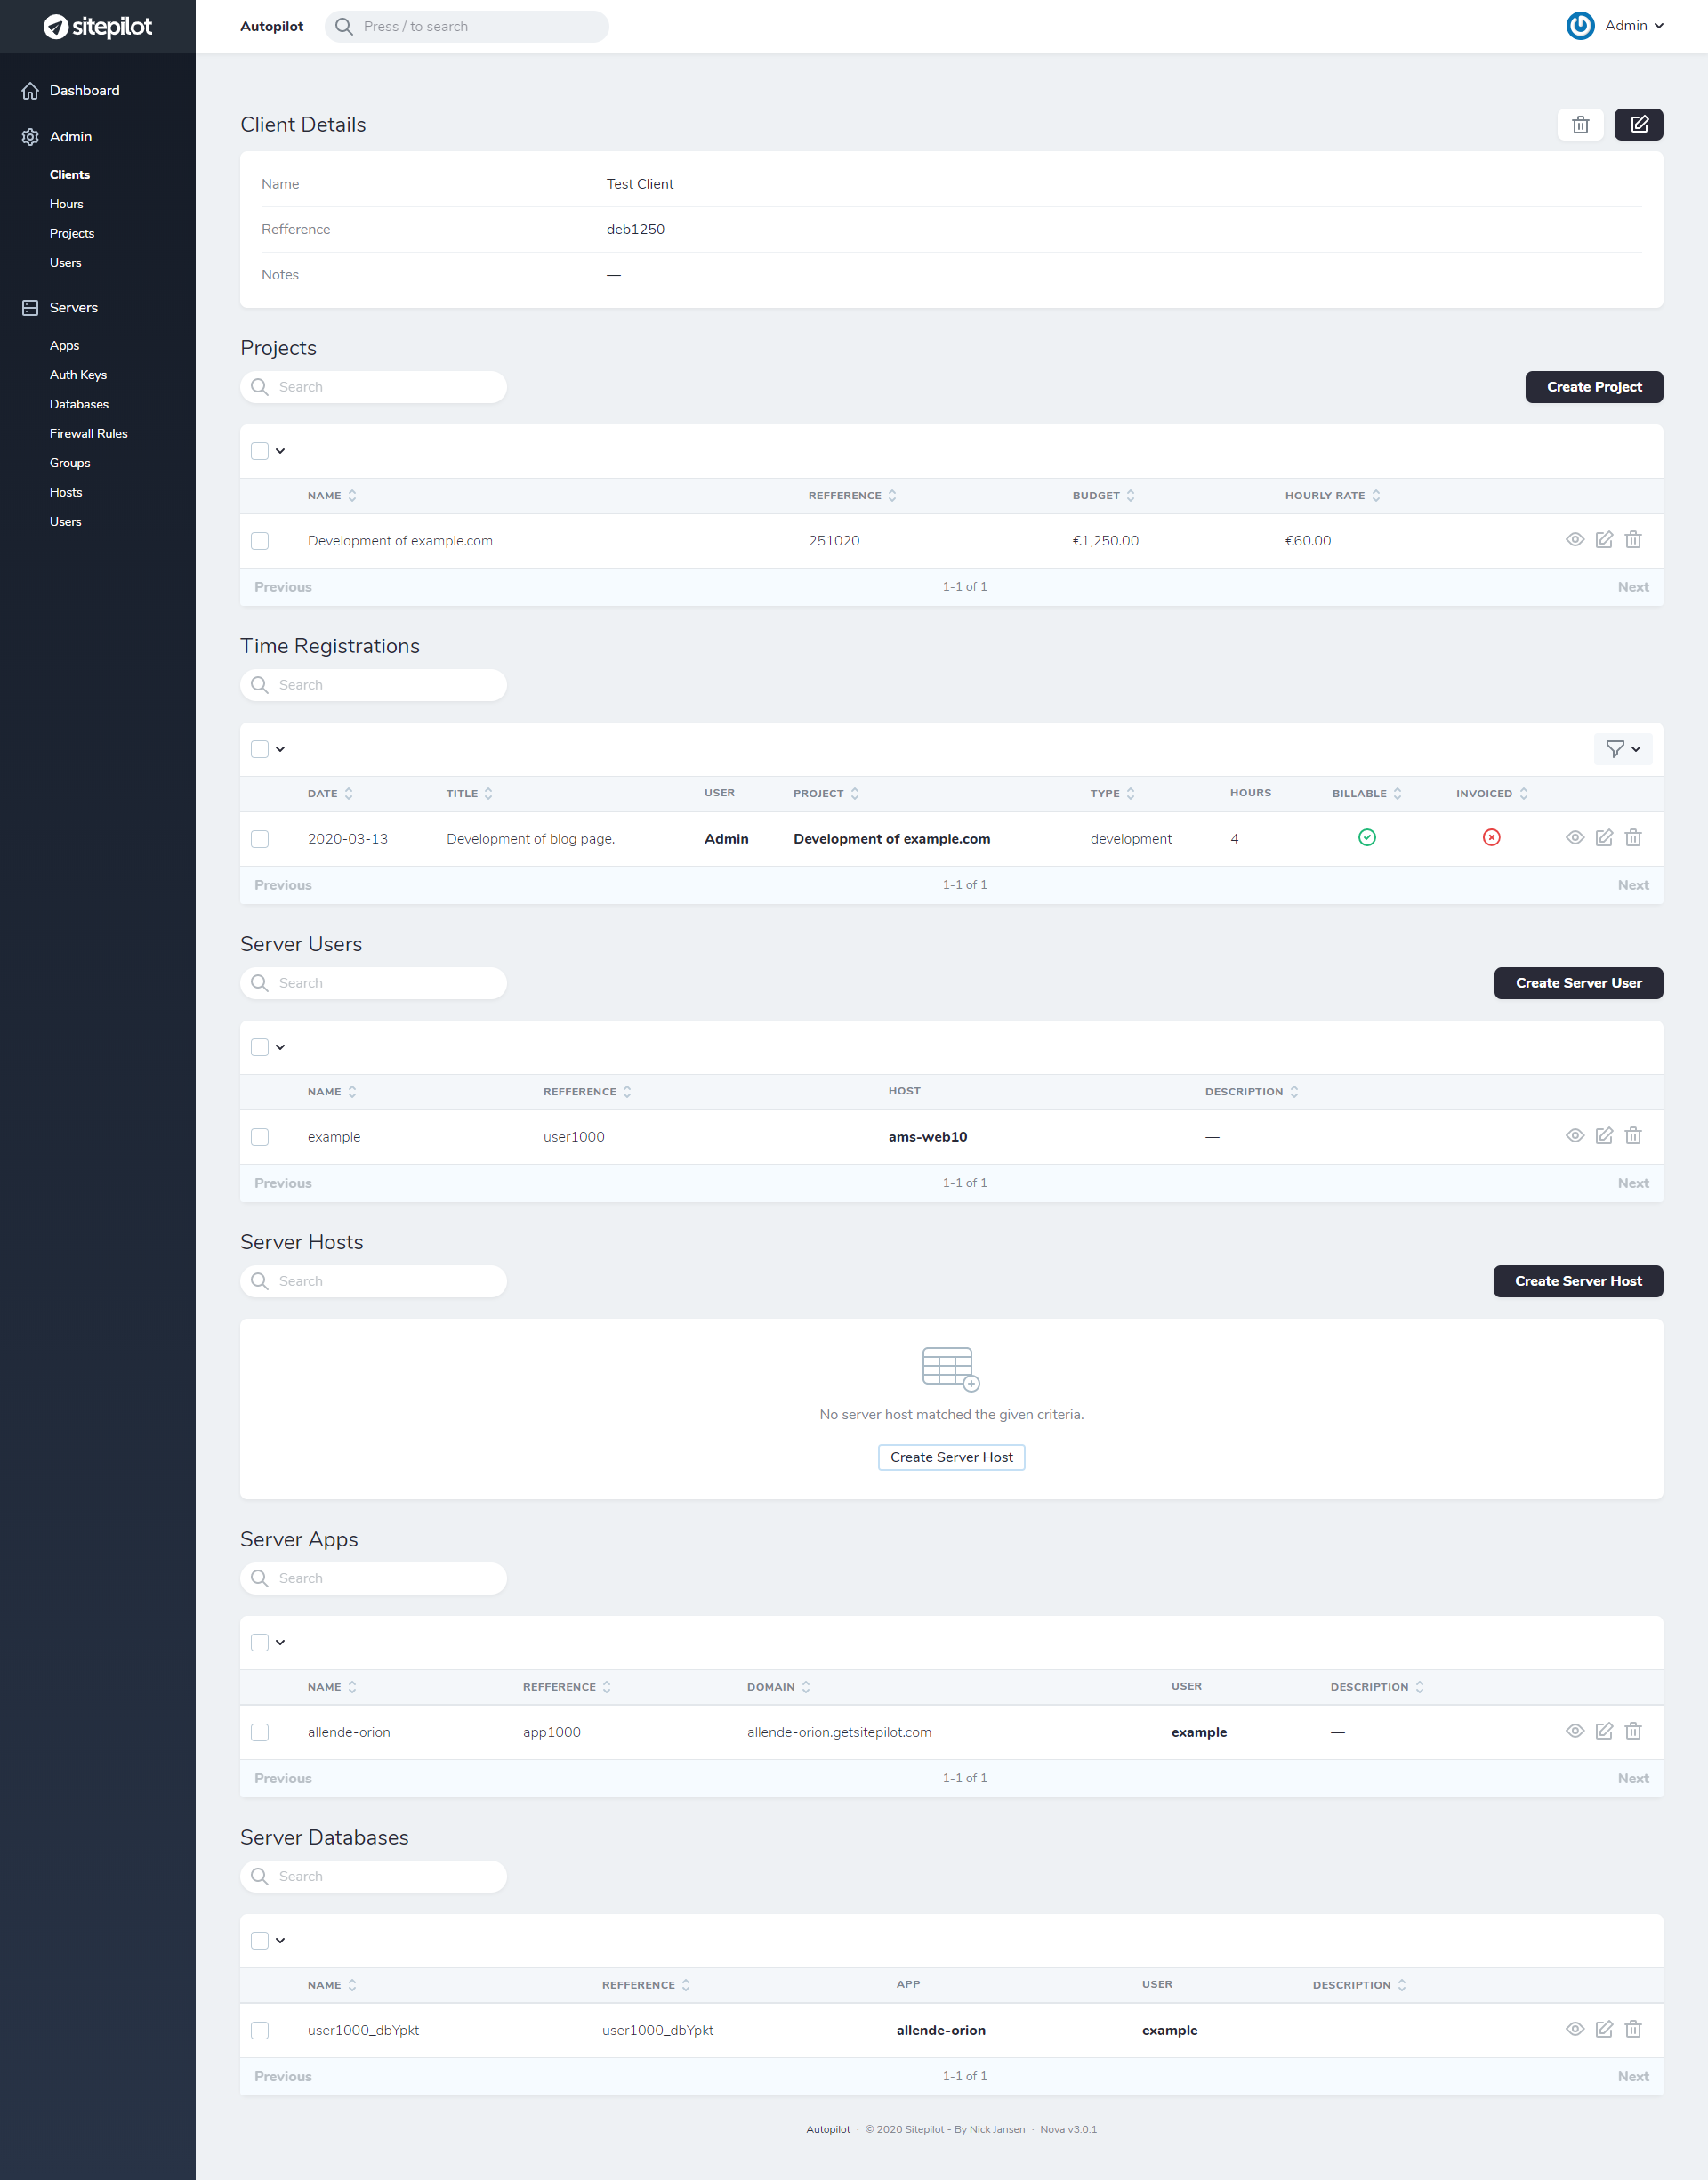 sitepilot
Autopilot Press / to search Admin
Dashboard
Admin
Clients
Hours
Projects
Users
Servers
Apps
Auth Keys
Databases
Firewall Rules
Groups
Hosts
Users
Client Details
Name Test Client
Refference deb1250
Notes —
Projects
Search Create Project
NAME REFFERENCE BUDGET HOURLY RATE
Development of example.com 251020 €1,250.00 €60.00
Previous 1-1 of 1 Next
Time Registrations
Search
DATE TITLE USER PROJECT TYPE HOURS BILLABLE INVOICED
2020-03-13 Development of blog page. Admin Development of example.com development 4
Previous 1-1 of 1 Next
Server Users
Search Create Server User
NAME REFFERENCE HOST DESCRIPTION
example user1000 ams-web10 —
Previous 1-1 of 1 Next
Server Hosts
Search Create Server Host
No server host matched the given criteria.
Create Server Host
Server Apps
Search
NAME REFFERENCE DOMAIN USER DESCRIPTION
allende-orion app1000 allende-orion.getsitepilot.com example —
Previous 1-1 of 1 Next
Server Databases
Search
NAME REFFERENCE APP USER DESCRIPTION
user1000_dbYpkt user1000_dbYpkt allende-orion example —
Previous 1-1 of 1 Next
Autopilot · © 2020 Sitepilot - By Nick Jansen · Nova v3.0.1